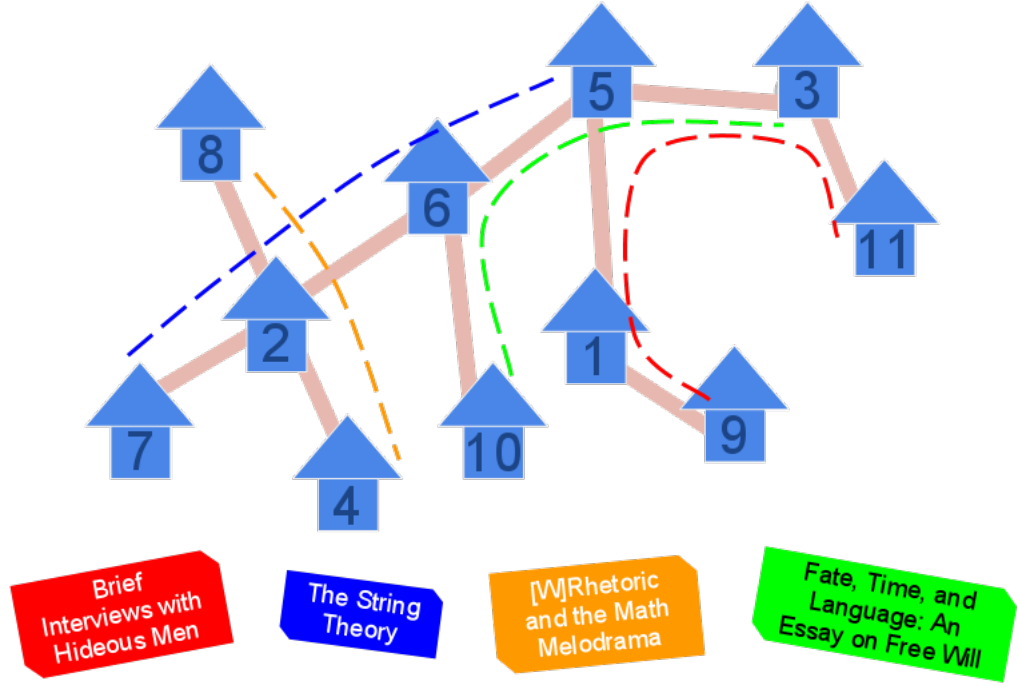 5
3
8
6
11
2
1
7
10
9
4
Brief
Interviews with
Hideous Men
The String
Theory
[W]Rhetoric
and the Math
Melodrama
Fate, Time, and
Language: An
Essay on Free Will